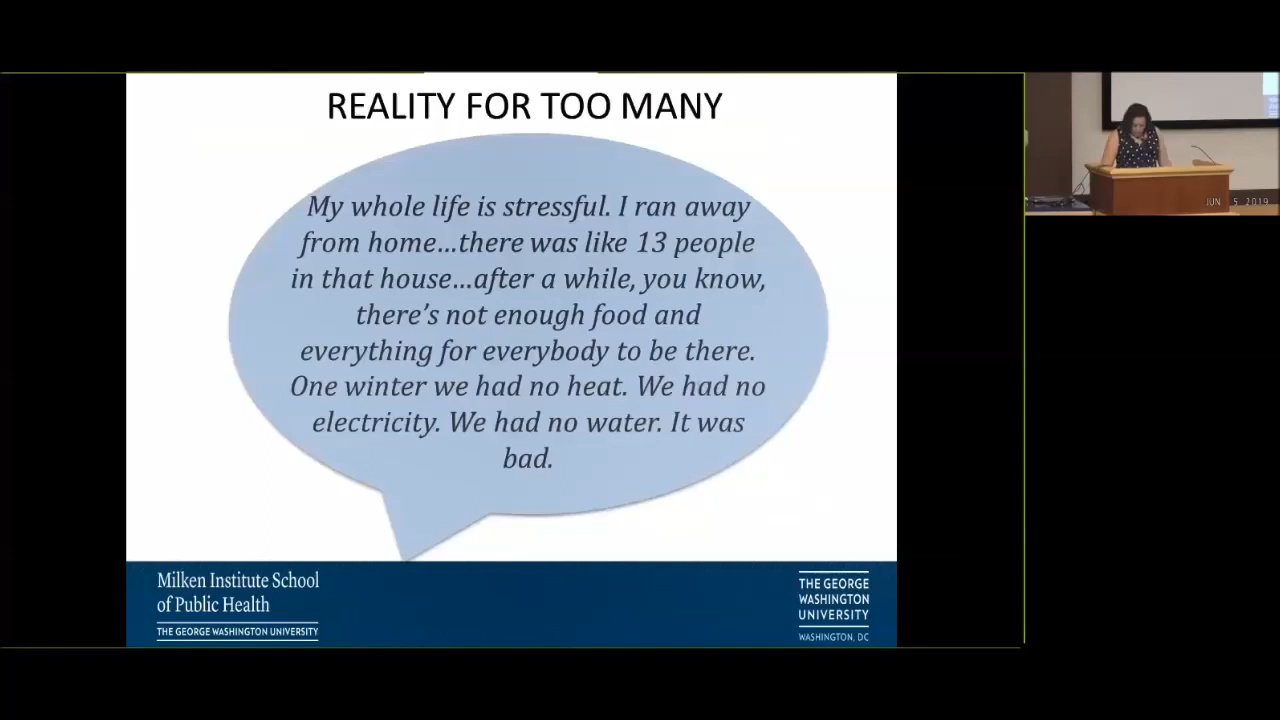 REALITY FOR TOO MANY
My whole life is stressful. I ran away
from home...there was like 13 people
in that house...after a while, you know,
there's not enough food and
everything for everybody to be there.
One winter we had no heat. We had no
electricity. We had no water. It was
bad.
Milken Institute School
of Public Health
THE GEORGE WASHINGTON UNIVERSITY
THE GEORGE
WASHINGTON
UNIVERSITY
WASHINGTON, DC
JUN 5 2019